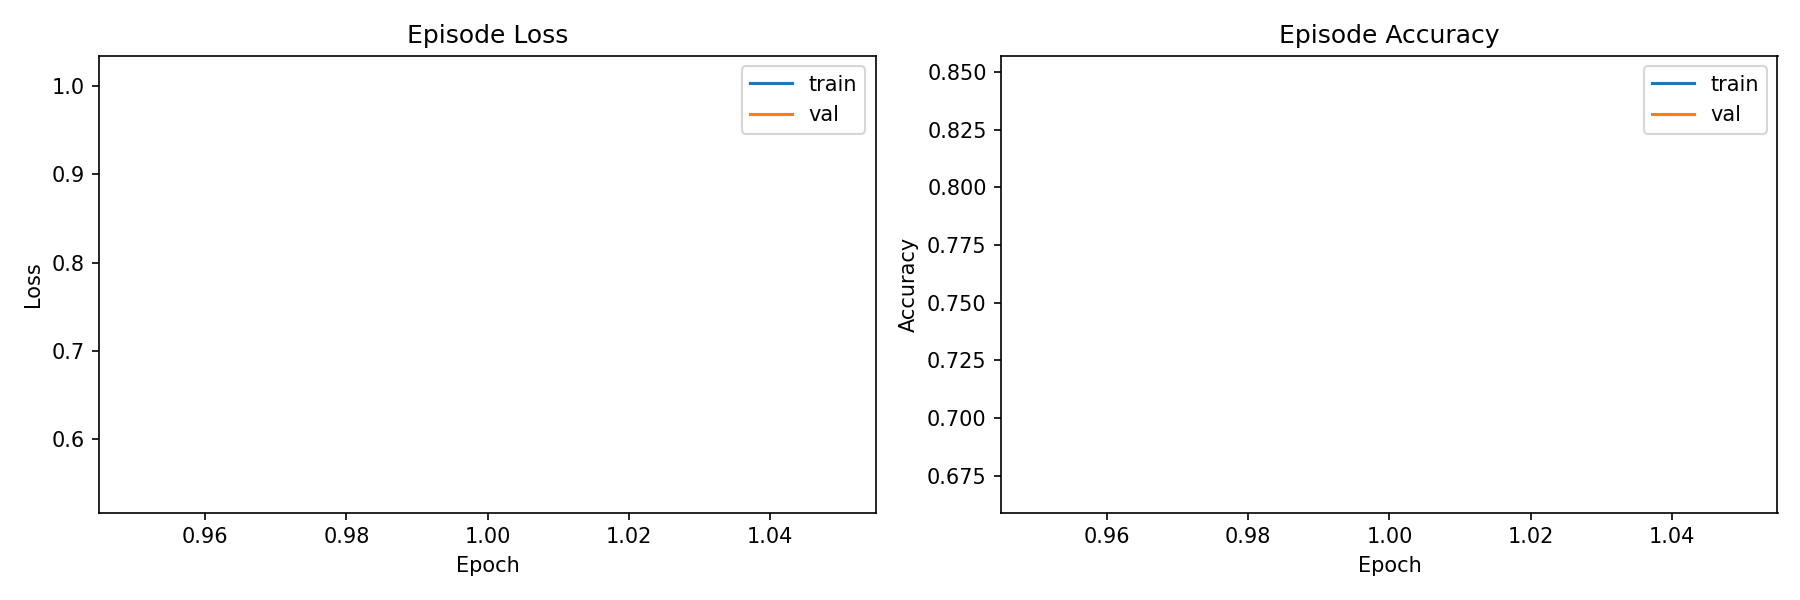 Episode Loss
train
val
1.0
0.9
0.8
0.7
0.6
Loss
0.96 0.98 1.00 1.02 1.04
Epoch
Episode Accuracy
train
val
0.850
0.825
0.800
0.775
0.750
0.725
0.700
0.675
Accuracy
0.96 0.98 1.00 1.02 1.04
Epoch